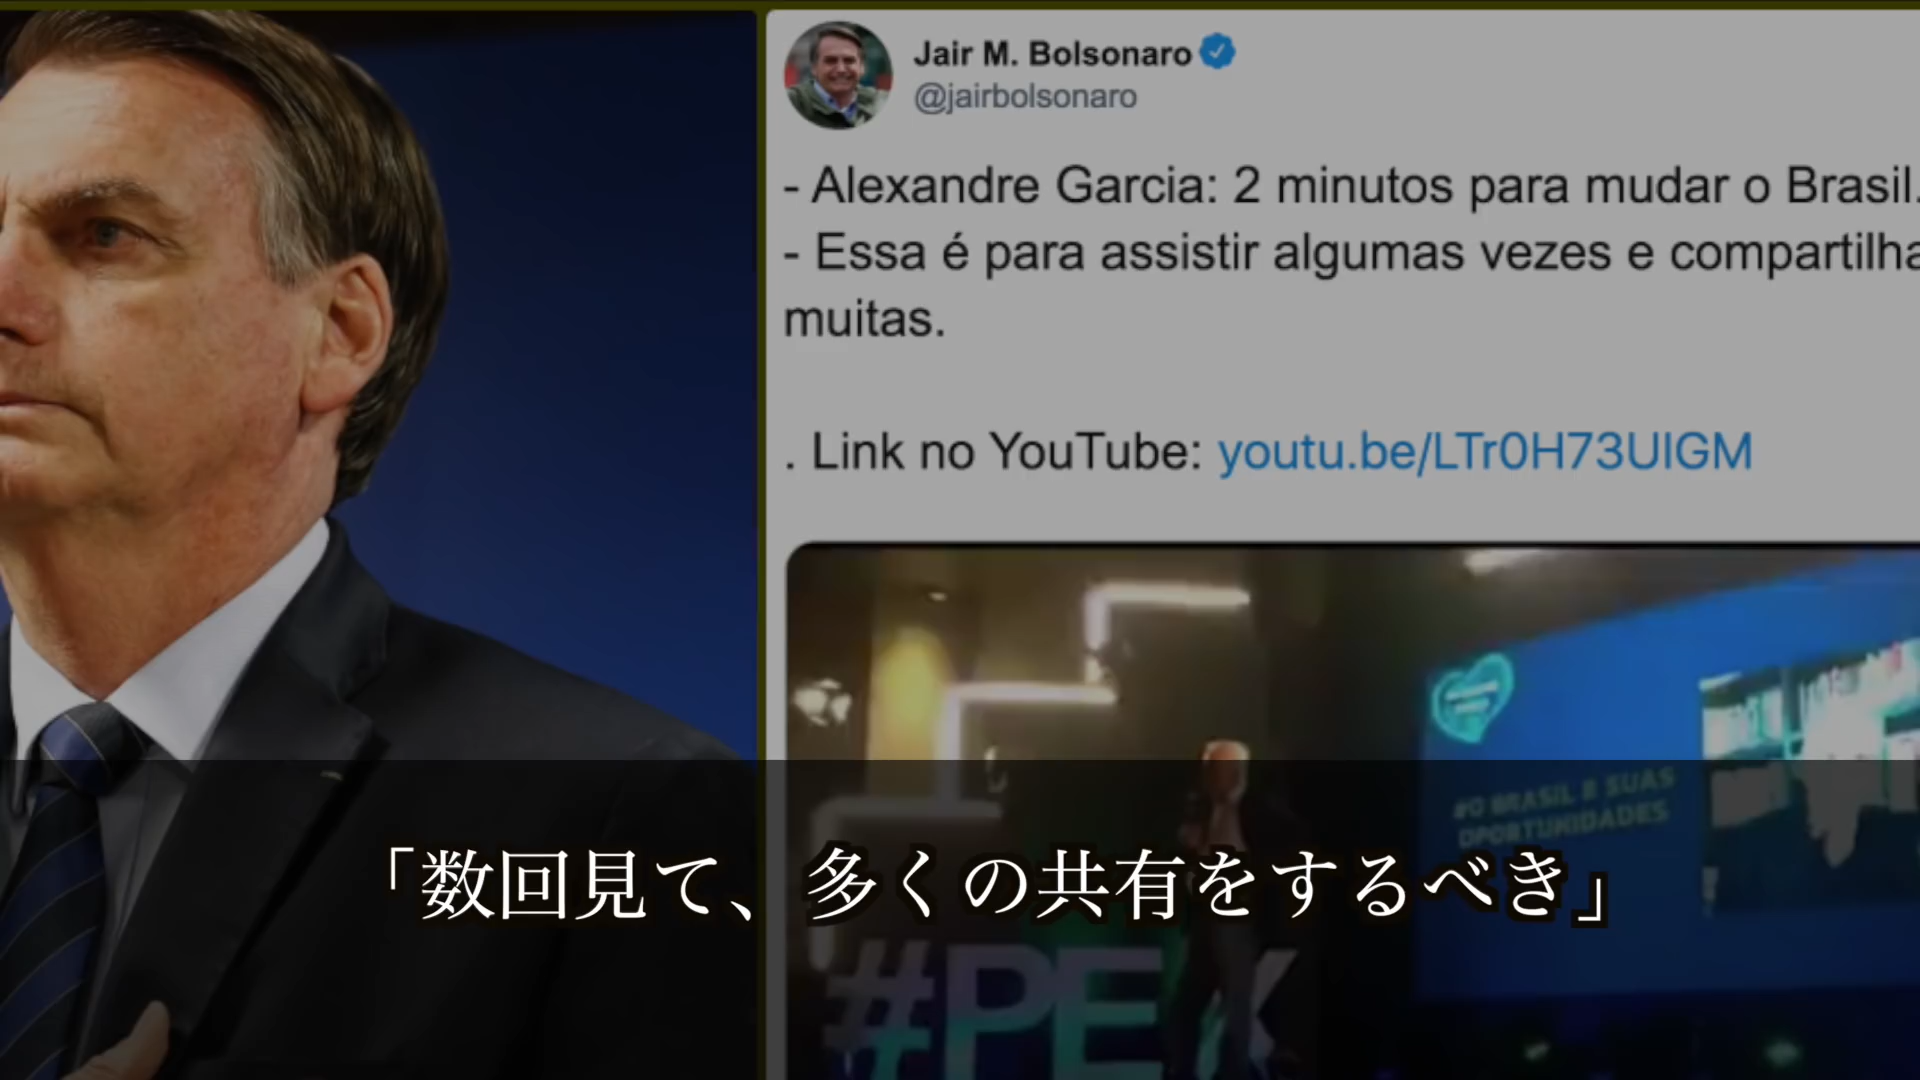 Jair M. Bolsonaro
@jairbolsonaro
- Alexandre Garcia: 2 minutos para mudar o Brasil.
- Essa é para assistir algumas vezes e compartilha
muitas.
. Link no YouTube: youtu.be/LTr0H73UIGM
#O BRASIL E SUAS
OPORTUNIDADES
「数回見て、多くの共有をするべき」
#PE